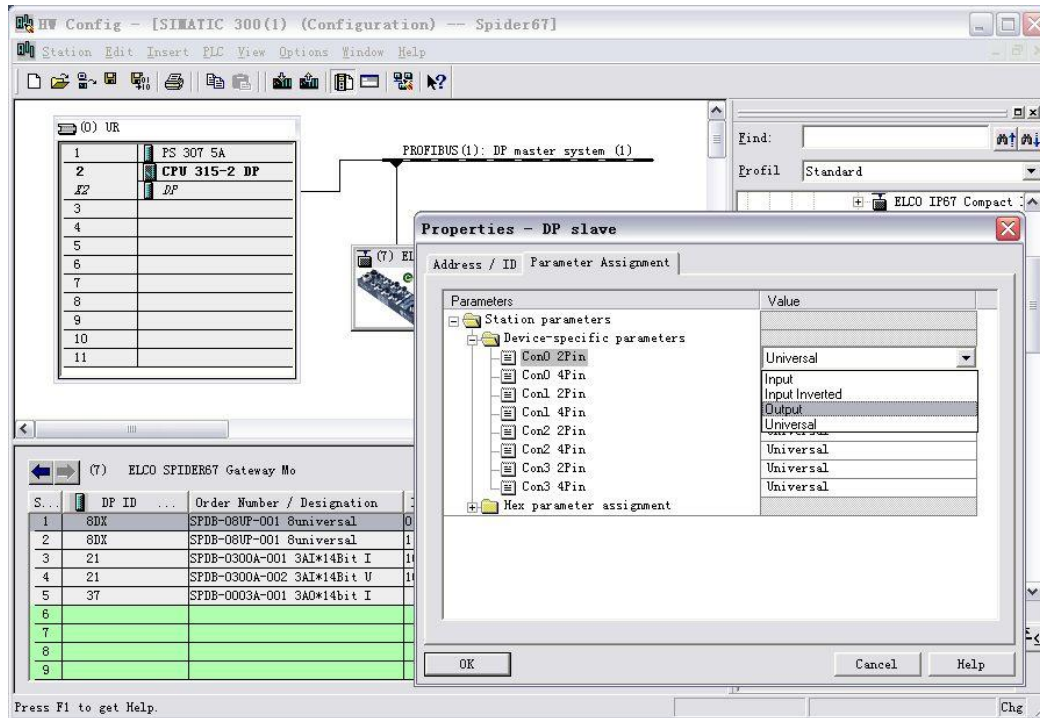 HW Config - [SIMATIC 300(1) (Configuration) -- Spider67]
Station Edit Insert PLC View Options Window Help
(0) UR
1 PS 307 5A
2 CPU 315-2 DP
X2 DP
3
4
5
6
7
8
9
10
11
PROFIBUS(1): DP master system (1)
(7) EL
Find:
Profil Standard
ELCO IP67 Compact
Properties - DP slave
Address / ID Parameter Assignment
Parameters Value
Station parameters
Device-specific parameters
Con0 2Pin Universal
Con0 4Pin
Con1 2Pin
Con1 4Pin
Con2 2Pin Universal
Con2 4Pin Universal
Con3 2Pin Universal
Con3 4Pin Universal
Hex parameter assignment
Input
Input Inverted
Output
Universal
OK Cancel Help
(7) ELCO SPIDER67 Gateway Mo
S... DP ID ... Order Number / Designation I
1 8DX SPDB-08UP-001 8universal 0
2 8DX SPDB-08UP-001 8universal 1
3 21 SPDB-0300A-001 3AI*14Bit I 1
4 21 SPDB-0300A-002 3AI*14Bit U 1
5 37 SPDB-0003A-001 3AO*14bit I
6
7
8
9
Press F1 to get Help.
Chg